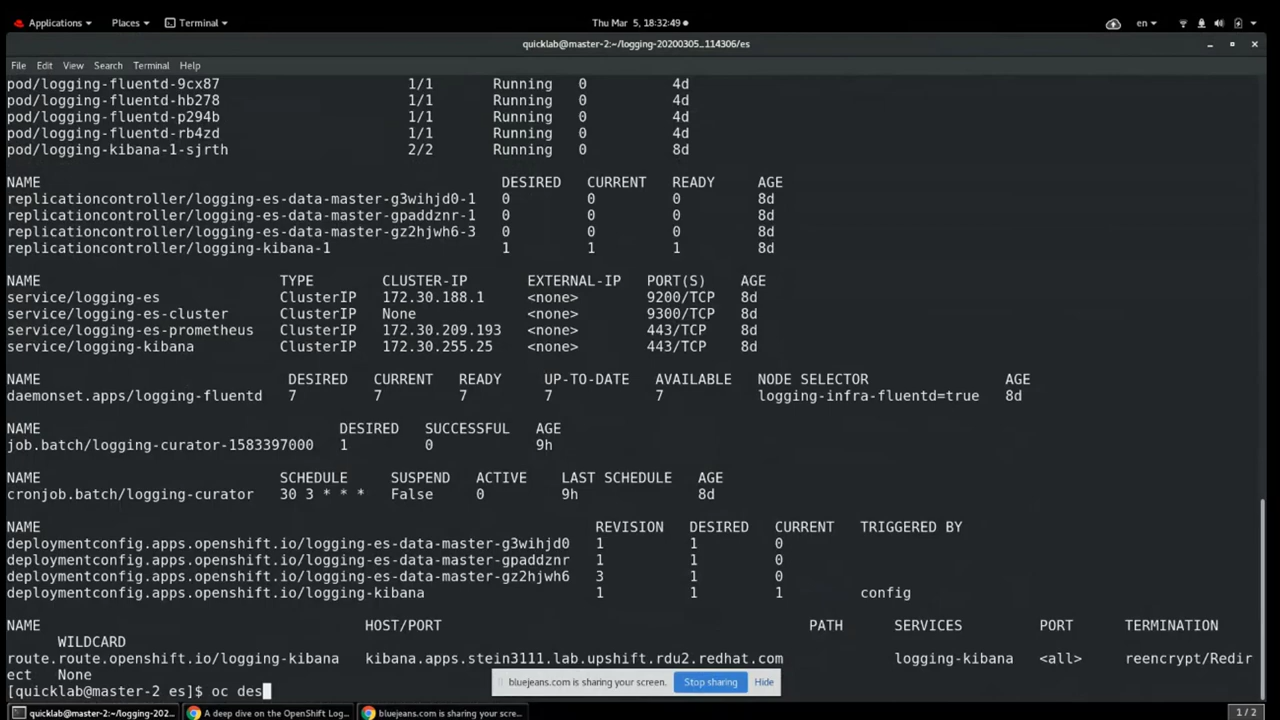 Applications Places Terminal Thu Mar 5, 18:32:49 en
quicklab@master-2:~/logging-20200305_114306/es
File Edit View Search Terminal Help
pod/logging-fluentd-9cx87 1/1 Running 0 4d
pod/logging-fluentd-hb278 1/1 Running 0 4d
pod/logging-fluentd-p294b 1/1 Running 0 4d
pod/logging-fluentd-rb4zd 1/1 Running 0 4d
pod/logging-kibana-1-sjrth 2/2 Running 0 8d
NAME DESIRED CURRENT READY AGE
replicationcontroller/logging-es-data-master-g3wihjd0-1 0 0 0 8d
replicationcontroller/logging-es-data-master-gpaddznr-1 0 0 0 8d
replicationcontroller/logging-es-data-master-gz2hjwh6-3 0 0 0 8d
replicationcontroller/logging-kibana-1 1 1 1 8d
NAME TYPE CLUSTER-IP EXTERNAL-IP PORT(S) AGE
service/logging-es ClusterIP 172.30.188.1 <none> 9200/TCP 8d
service/logging-es-cluster ClusterIP None <none> 9300/TCP 8d
service/logging-es-prometheus ClusterIP 172.30.209.193 <none> 443/TCP 8d
service/logging-kibana ClusterIP 172.30.255.25 <none> 443/TCP 8d
NAME DESIRED CURRENT READY UP-TO-DATE AVAILABLE NODE SELECTOR AGE
daemonset.apps/logging-fluentd 7 7 7 7 7 logging-infra-fluentd=true 8d
NAME DESIRED SUCCESSFUL AGE
job.batch/logging-curator-1583397000 1 0 9h
NAME SCHEDULE SUSPEND ACTIVE LAST SCHEDULE AGE
cronjob.batch/logging-curator 30 3 * * * False 0 9h 8d
NAME REVISION DESIRED CURRENT TRIGGERED BY
deploymentconfig.apps.openshift.io/logging-es-data-master-g3wihjd0 1 1 0
deploymentconfig.apps.openshift.io/logging-es-data-master-gpaddznr 1 1 0
deploymentconfig.apps.openshift.io/logging-es-data-master-gz2hjwh6 3 1 0
deploymentconfig.apps.openshift.io/logging-kibana 1 1 1 config
NAME HOST/PORT PATH SERVICES PORT TERMINATION
WILDCARD
route.route.openshift.io/logging-kibana kibana.apps.stein3111.lab.upshift.rdu2.redhat.com logging-kibana <all> reencrypt/Redir
ect None
bluejeans.com is sharing your screen. Stop sharing Hide
[quicklab@master-2 es]$ oc des
quicklab@master-2:~/logging-202... A deep dive on the OpenShift Log... bluejeans.com is sharing your scre... 1 / 2